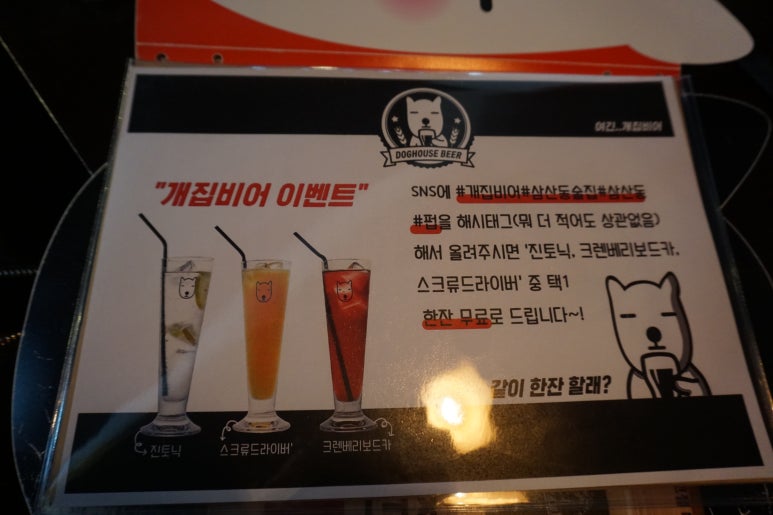 DOGHOUSE BEER
여긴...개집비어
"개집비어 이벤트"
SNS에 #개집비어#삼산동술집#삼산동
#펍을 해시태그(뭐 더 적어도 상관없음)
해서 올려주시면 '진토닉, 크렌베리보드카,
스크류드라이버' 중 택1
한잔 무료로 드립니다~!
같이 한잔 할래?
진토닉
스크류드라이버'
크렌베리보드카